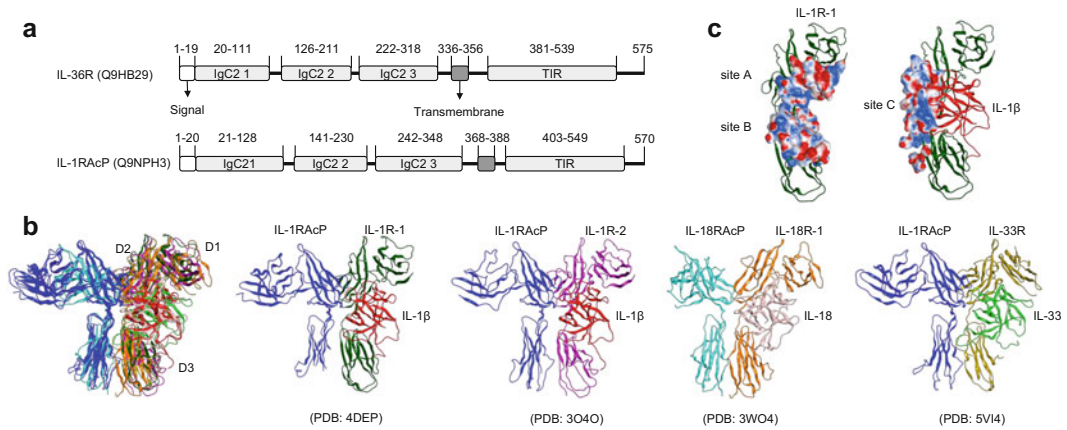 a
1-19 20-111 126-211 222-318 336-356 381-539 575
IL-36R (Q9HB29) IgC2 1 IgC2 2 IgC2 3 TIR
Signal Transmembrane
1-20 21-128 141-230 242-348 368-388 403-549 570
IL-1RAcP (Q9NPH3) IgC21 IgC2 2 IgC2 3 TIR
c
IL-1R-1
site A
site B
site C
IL-1β
b
D2 D1
D3
IL-1RAcP IL-1R-1
IL-1β
(PDB: 4DEP)
IL-1RAcP IL-1R-2
IL-1β
(PDB: 3O4O)
IL-18RAcP IL-18R-1
IL-18
(PDB: 3WO4)
IL-1RAcP IL-33R
IL-33
(PDB: 5VI4)